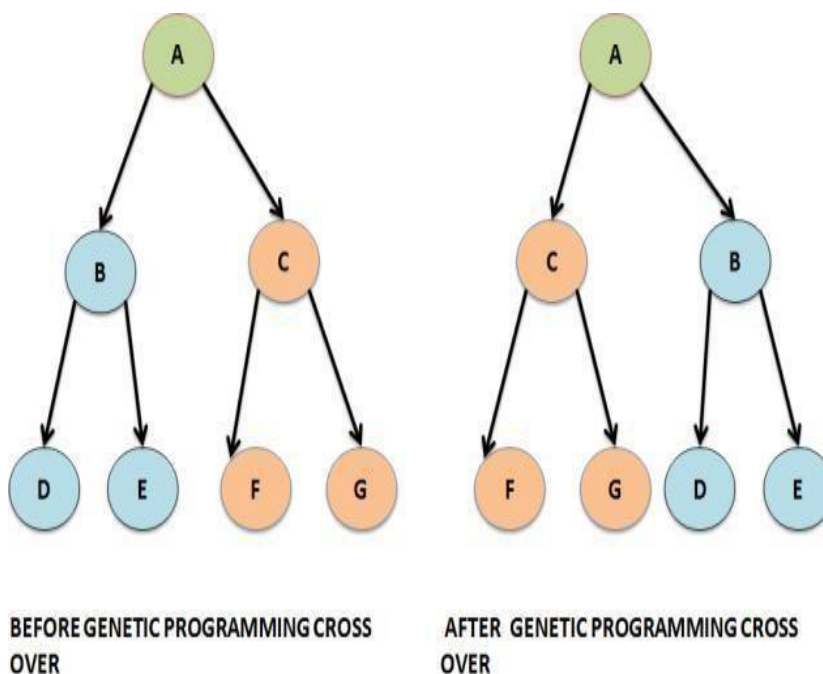 A
A
B
C
C
B
D
E
F
G
F
G
D
E
BEFORE GENETIC PROGRAMMING CROSS
OVER
AFTER GENETIC PROGRAMMING CROSS
OVER